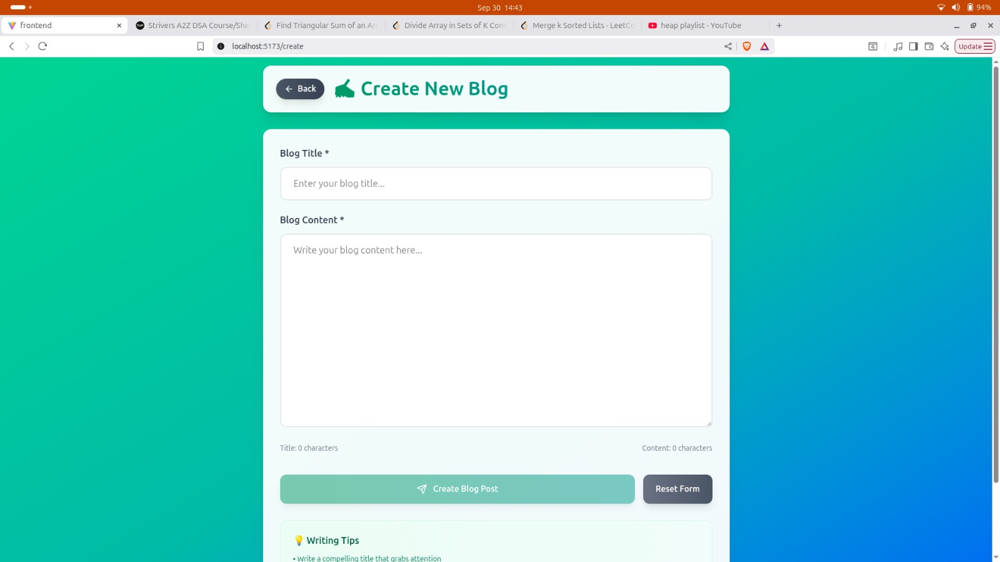 Sep 30 14:43
94%
frontend
Strivers A2Z DSA Course/She
Find Triangular Sum of an Arr
Divide Array in Sets of K Cons
Merge k Sorted Lists - LeetCo
heap playlist - YouTube
localhost:5173/create
Update
Back
Create New Blog
Blog Title *
Enter your blog title...
Blog Content *
Write your blog content here...
Title: 0 characters
Content: 0 characters
Create Blog Post
Reset Form
Writing Tips
• Write a compelling title that grabs attention